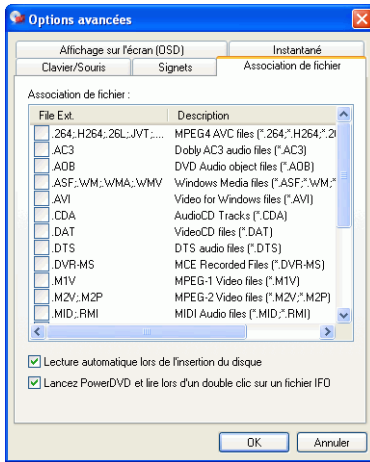 Options avancées
Affichage sur l'écran (OSD) Instantané
Clavier/Souris Signets Association de fichier
Association de fichier :
File Ext. Description
.264;.H264;.26L;.JVT;.... MPEG4 AVC files (*.264;*.H264;*.2
.AC3 Dobly AC3 audio files (*.AC3)
.AOB DVD Audio object files (*.AOB)
.ASF;.WM;.WMA;.WMV Windows Media files (*.ASF;*.WM;*
.AVI Video for Windows files (*.AVI)
.CDA AudioCD Tracks (*.CDA)
.DAT VideoCD files (*.DAT)
.DTS DTS audio files (*.DTS)
.DVR-MS MCE Recorded Files (*.DVR-MS)
.M1V MPEG-1 Video files (*.M1V)
.M2V;.M2P MPEG-2 Video files (*.M2V;*.M2P)
.MID;.RMI MIDI Audio files (*.MID;*.RMI)
Lecture automatique lors de l'insertion du disque
Lancez PowerDVD et lire lors d'un double clic sur un fichier IFO
OK Annuler